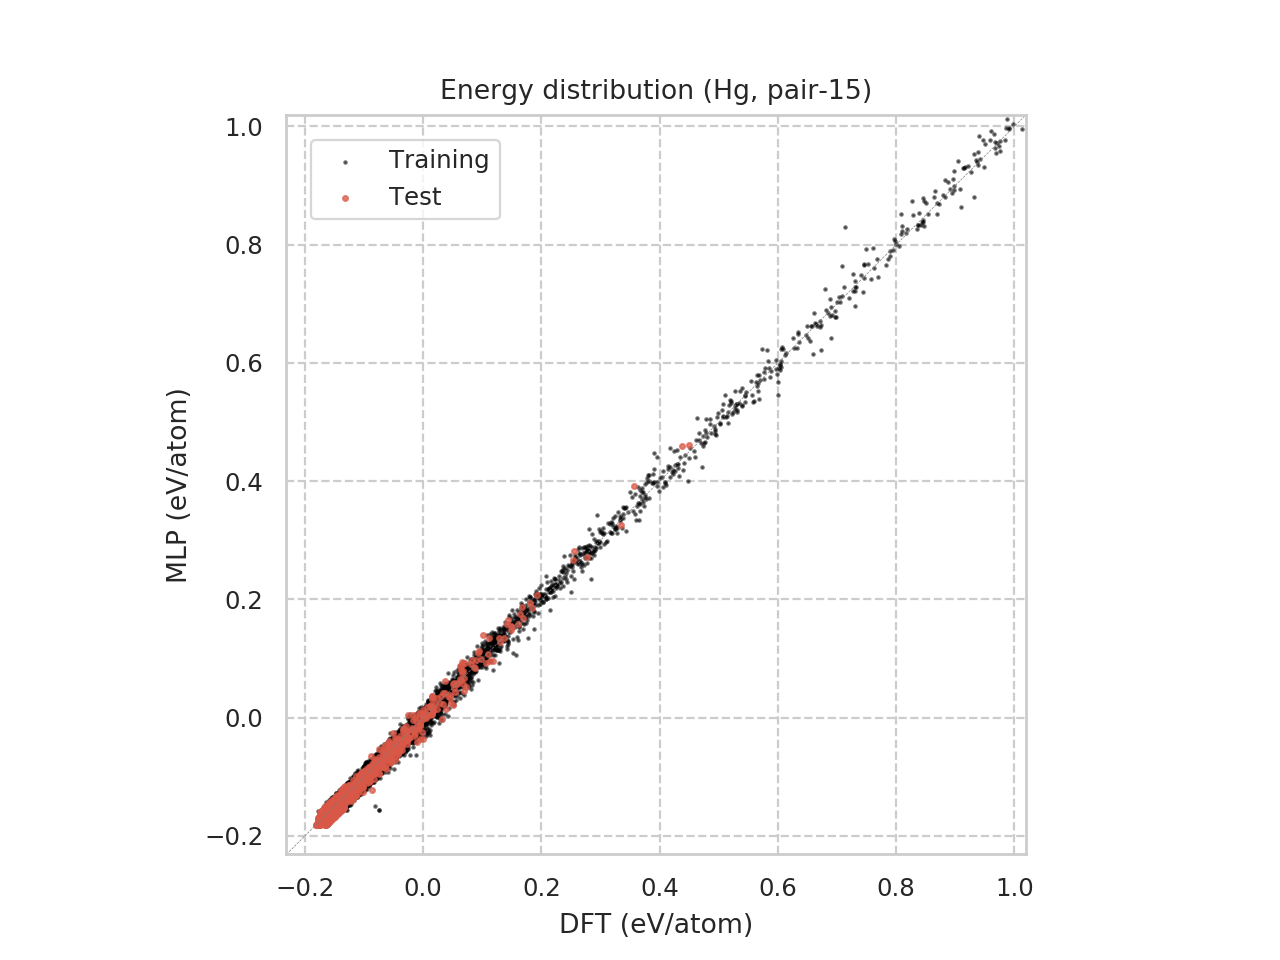 Energy distribution (Hg, pair-15)
Training
Test
MLP (eV/atom)
1.0
0.8
0.6
0.4
0.2
0.0
−0.2
−0.2 0.0 0.2 0.4 0.6 0.8 1.0
DFT (eV/atom)